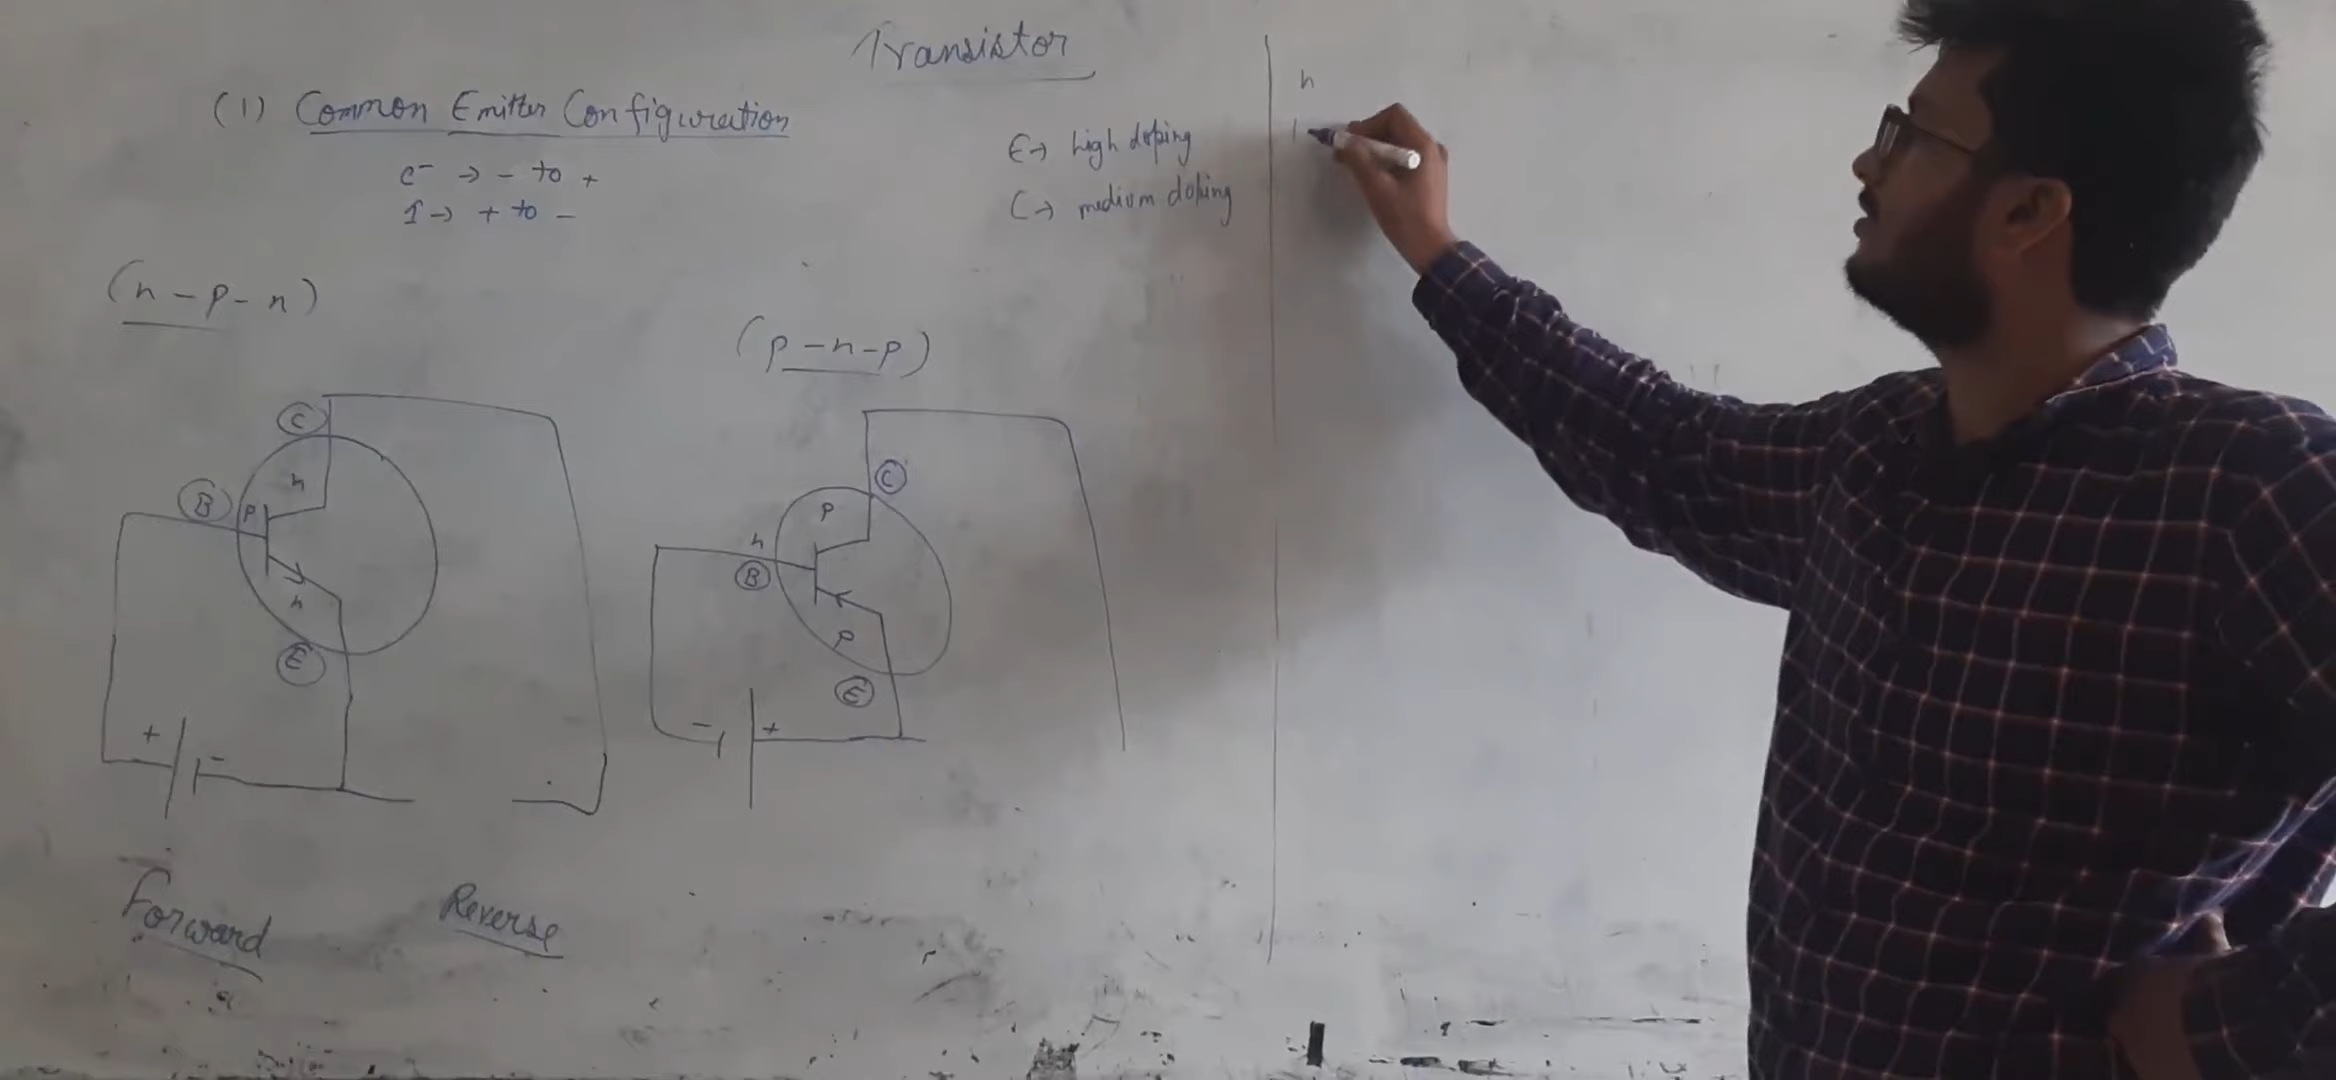 Transistor
(1) Common Emitter Configuration
e- → - to +
I → + to -
E → high doping
C → medium doping
n
(n - p - n)
(p - n - p)
C
n
B
P
n
E
+
-
C
P
n
B
P
E
-
+
Forward
Reverse